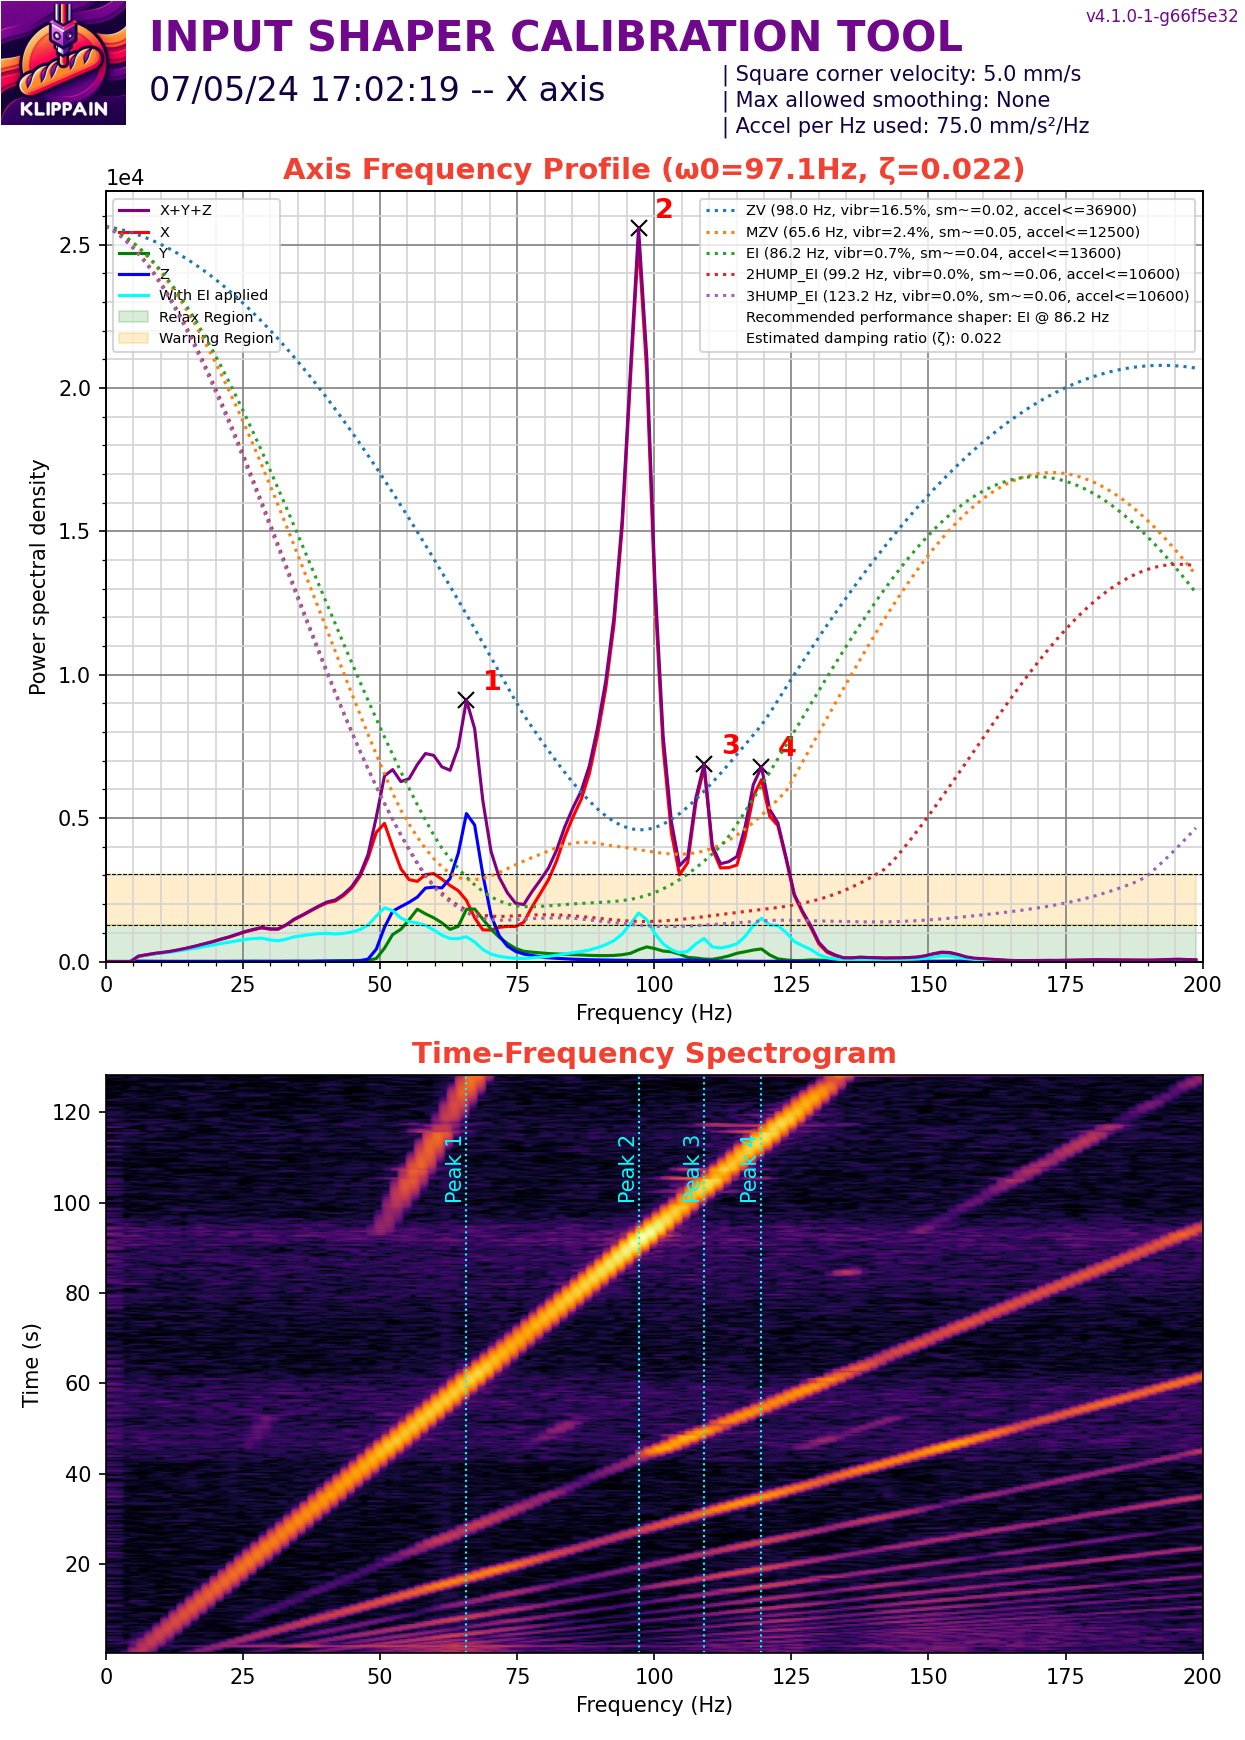 v4.1.0-1-g66f5e32
INPUT SHAPER CALIBRATION TOOL
KLIPPAIN
07/05/24 17:02:19 -- X axis
| Square corner velocity: 5.0 mm/s
| Max allowed smoothing: None
| Accel per Hz used: 75.0 mm/s²/Hz
Axis Frequency Profile (ω0=97.1Hz, ζ=0.022)
1e4
X+Y+Z
X
Y
Z
With EI applied
Relax Region
Warning Region
ZV (98.0 Hz, vibr=16.5%, sm~=0.02, accel<=36900)
MZV (65.6 Hz, vibr=2.4%, sm~=0.05, accel<=12500)
EI (86.2 Hz, vibr=0.7%, sm~=0.04, accel<=13600)
2HUMP_EI (99.2 Hz, vibr=0.0%, sm~=0.06, accel<=10600)
3HUMP_EI (123.2 Hz, vibr=0.0%, sm~=0.06, accel<=10600)
Recommended performance shaper: EI @ 86.2 Hz
Estimated damping ratio (ζ): 0.022
1
2
3
4
Power spectral density
2.5
2.0
1.5
1.0
0.5
0.0
0 25 50 75 100 125 150 175 200
Frequency (Hz)
Time-Frequency Spectrogram
Time (s)
120
100
80
60
40
20
Peak 1
Peak 2
Peak 3
Peak 4
0 25 50 75 100 125 150 175 200
Frequency (Hz)